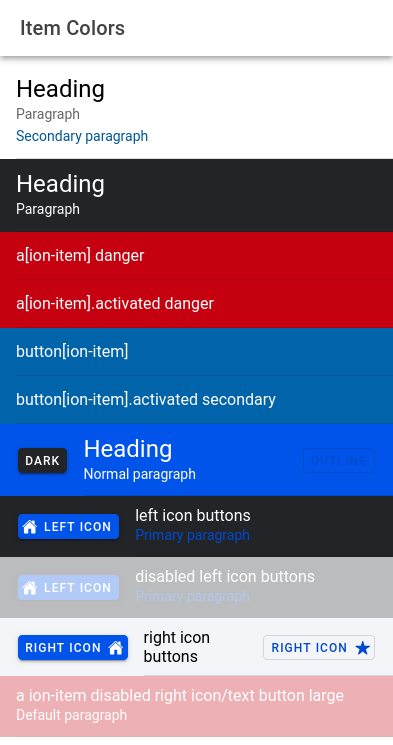 Item Colors
Heading
Paragraph
Secondary paragraph
Heading
Paragraph
a[ion-item] danger
a[ion-item].activated danger
button[ion-item]
button[ion-item].activated secondary
DARK
Heading
Normal paragraph
OUTLINE
LEFT ICON
left icon buttons
Primary paragraph
LEFT ICON
disabled left icon buttons
Primary paragraph
RIGHT ICON
right icon
buttons
RIGHT ICON
a ion-item disabled right icon/text button large
Default paragraph